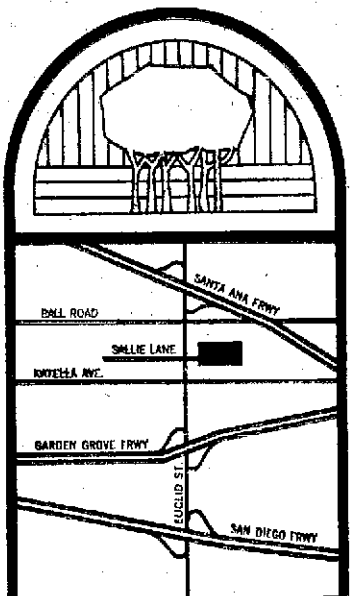 SANTA ANA FRWY
BALL ROAD
SALLIE LANE
KATELLA AVE.
GARDEN GROVE FRWY
EUCLID ST.
SAN DIEGO FRWY